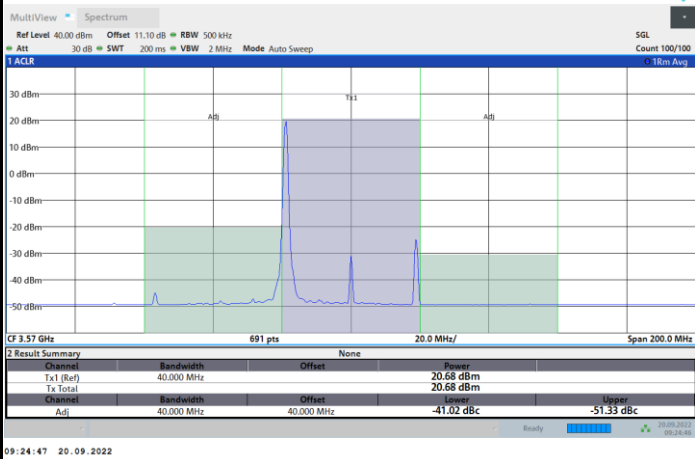 MultiView Spectrum
Ref Level 40.00 dBm Offset 11.10 dB RBW 500 kHz SGL
Att 30 dB SWT 200 ms VBW 2 MHz Mode Auto Sweep Count 100/100
1 ACLR 1Rm Avg
30 dBm
Tx1
20 dBm
Adj Adj
10 dBm
0 dBm
-10 dBm
-20 dBm
-30 dBm
-40 dBm
-50 dBm
CF 3.57 GHz 691 pts 20.0 MHz/ Span 200.0 MHz
2 Result Summary None
Channel Bandwidth Offset Power
Tx1 (Ref) 40.000 MHz 20.68 dBm
Tx Total 20.68 dBm
Channel Bandwidth Offset Lower Upper
Adj 40.000 MHz 40.000 MHz -41.02 dBc -51.33 dBc
Ready 20.09.2022
09:24:46
09:24:47 20.09.2022